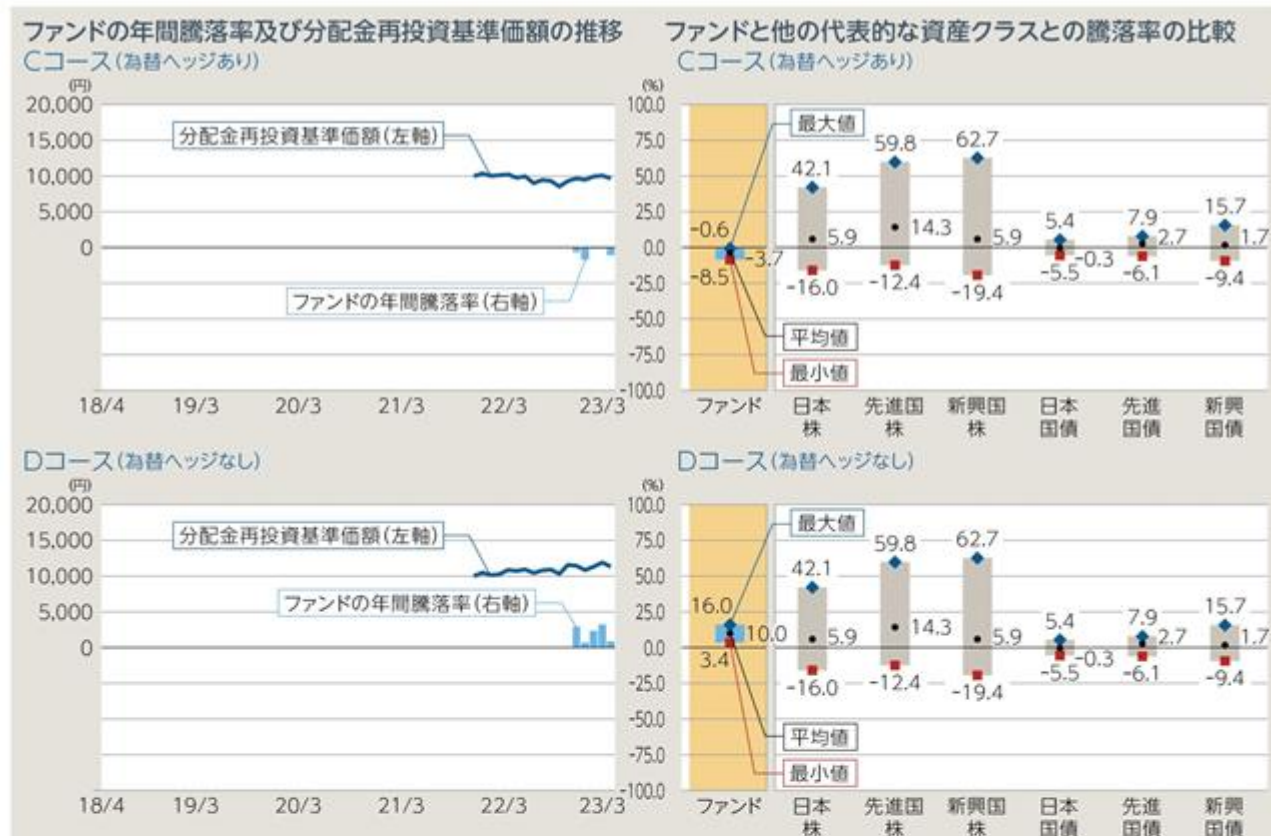 ファンドの年間騰落率及び分配金再投資基準価額の推移
Cコース(為替ヘッジあり)
(円)
20,000
15,000
10,000
5,000
0
分配金再投資基準価額(左軸)
ファンドの年間騰落率(右軸)
(%)
100.0
75.0
50.0
25.0
0.0
-25.0
-50.0
-75.0
-100.0
18/4 19/3 20/3 21/3 22/3 23/3
ファンドと他の代表的な資産クラスとの騰落率の比較
Cコース(為替ヘッジあり)
最大値
-0.6 42.1 59.8 62.7 5.4 7.9 15.7
-3.7 5.9 14.3 5.9 -0.3 2.7 1.7
-8.5 -16.0 -12.4 -19.4 -5.5 -6.1 -9.4
平均値
最小値
ファンド 日本株 先進国株 新興国株 日本国債 先進国債 新興国債
Dコース(為替ヘッジなし)
(円)
20,000
15,000
10,000
5,000
0
分配金再投資基準価額(左軸)
ファンドの年間騰落率(右軸)
(%)
100.0
75.0
50.0
25.0
0.0
-25.0
-50.0
-75.0
-100.0
18/4 19/3 20/3 21/3 22/3 23/3
Dコース(為替ヘッジなし)
最大値
16.0 42.1 59.8 62.7 5.4 7.9 15.7
10.0 5.9 14.3 5.9 -0.3 2.7 1.7
3.4 -16.0 -12.4 -19.4 -5.5 -6.1 -9.4
平均値
最小値
ファンド 日本株 先進国株 新興国株 日本国債 先進国債 新興国債